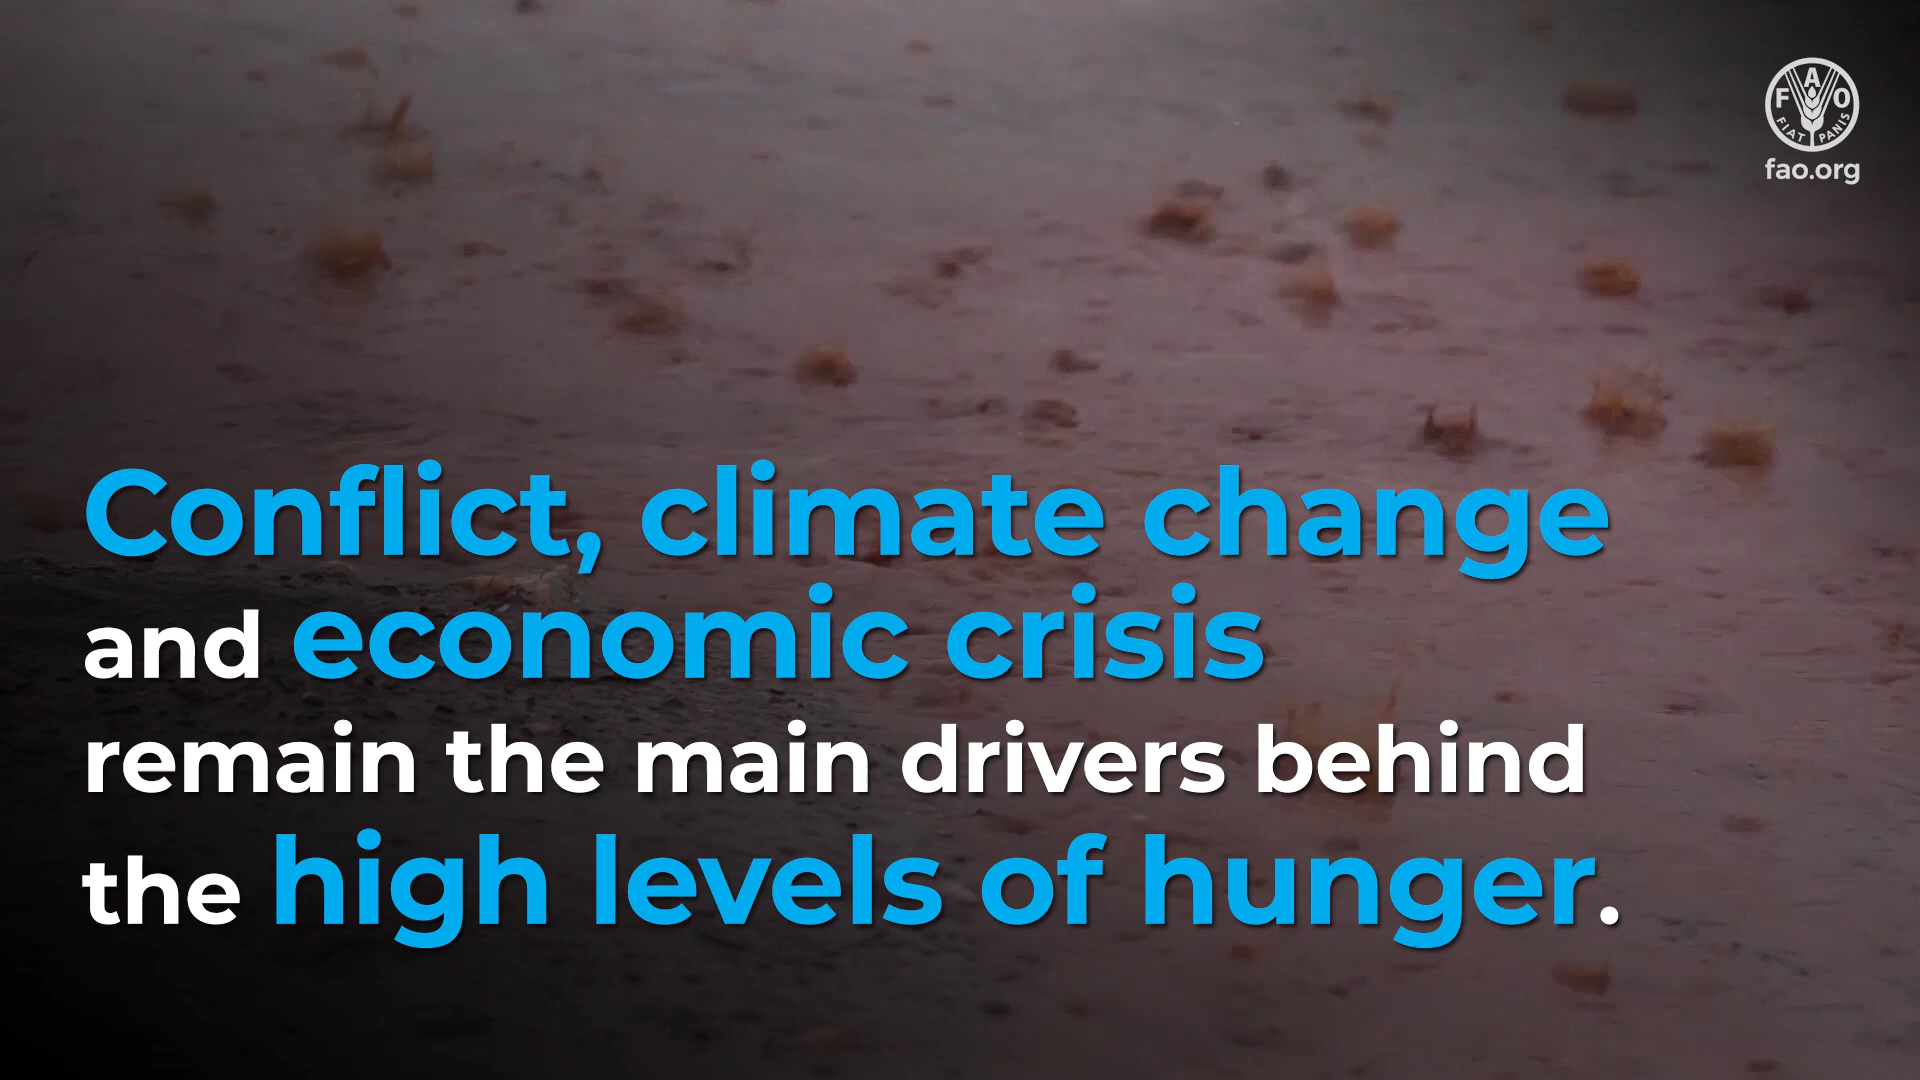 F A O
FIAT PANIS
fao.org
Conflict, climate change
and economic crisis
remain the main drivers behind
the high levels of hunger.